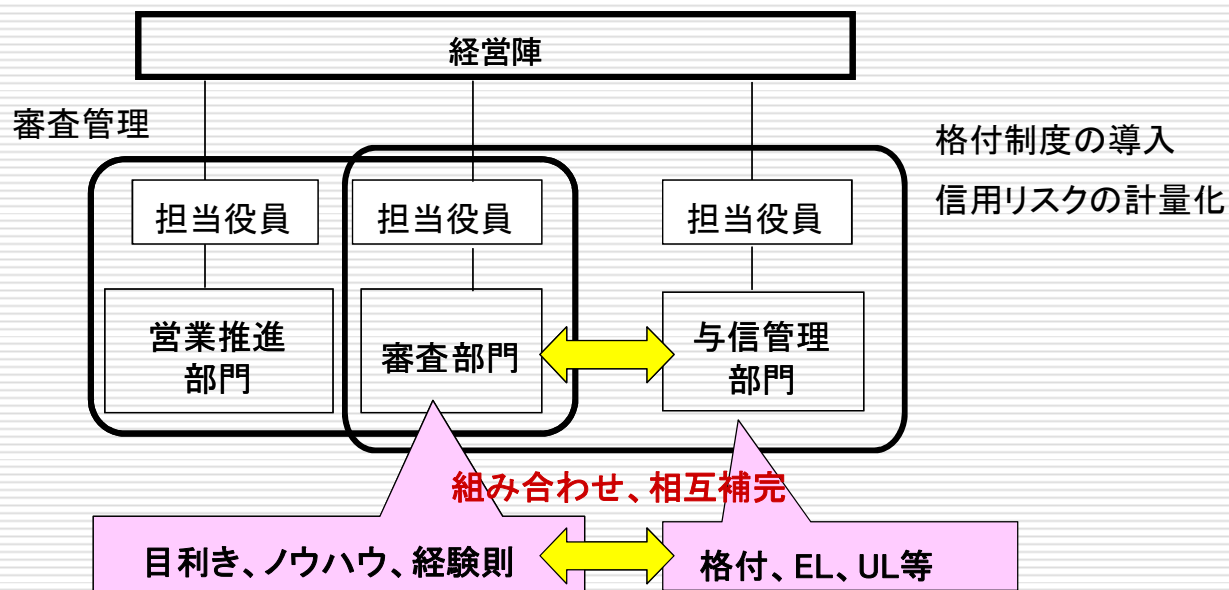 経営陣
審査管理
格付制度の導入
信用リスクの計量化
担当役員
担当役員
担当役員
営業推進
部門
審査部門
与信管理
部門
組み合わせ、相互補完
目利き、ノウハウ、経験則
格付、EL、UL等